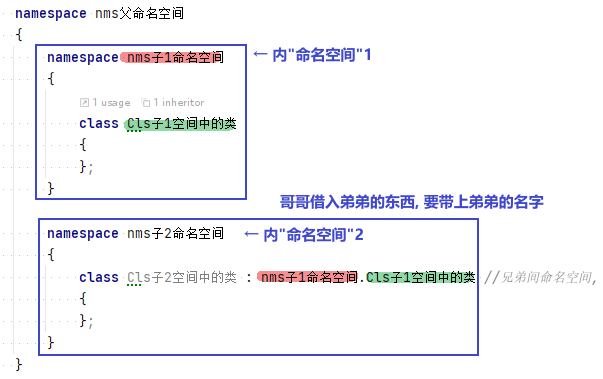 namespace nms父命名空间
{
namespace nms子1命名空间 ← 内"命名空间"1
{
1 usage 1 inheritor
class Cls子1空间中的类
{
};
}
哥哥借入弟弟的东西, 要带上弟弟的名字
namespace nms子2命名空间 ← 内"命名空间"2
{
class Cls子2空间中的类 : nms子1命名空间.Cls子1空间中的类 //兄弟间命名空间,
{
};
}
}